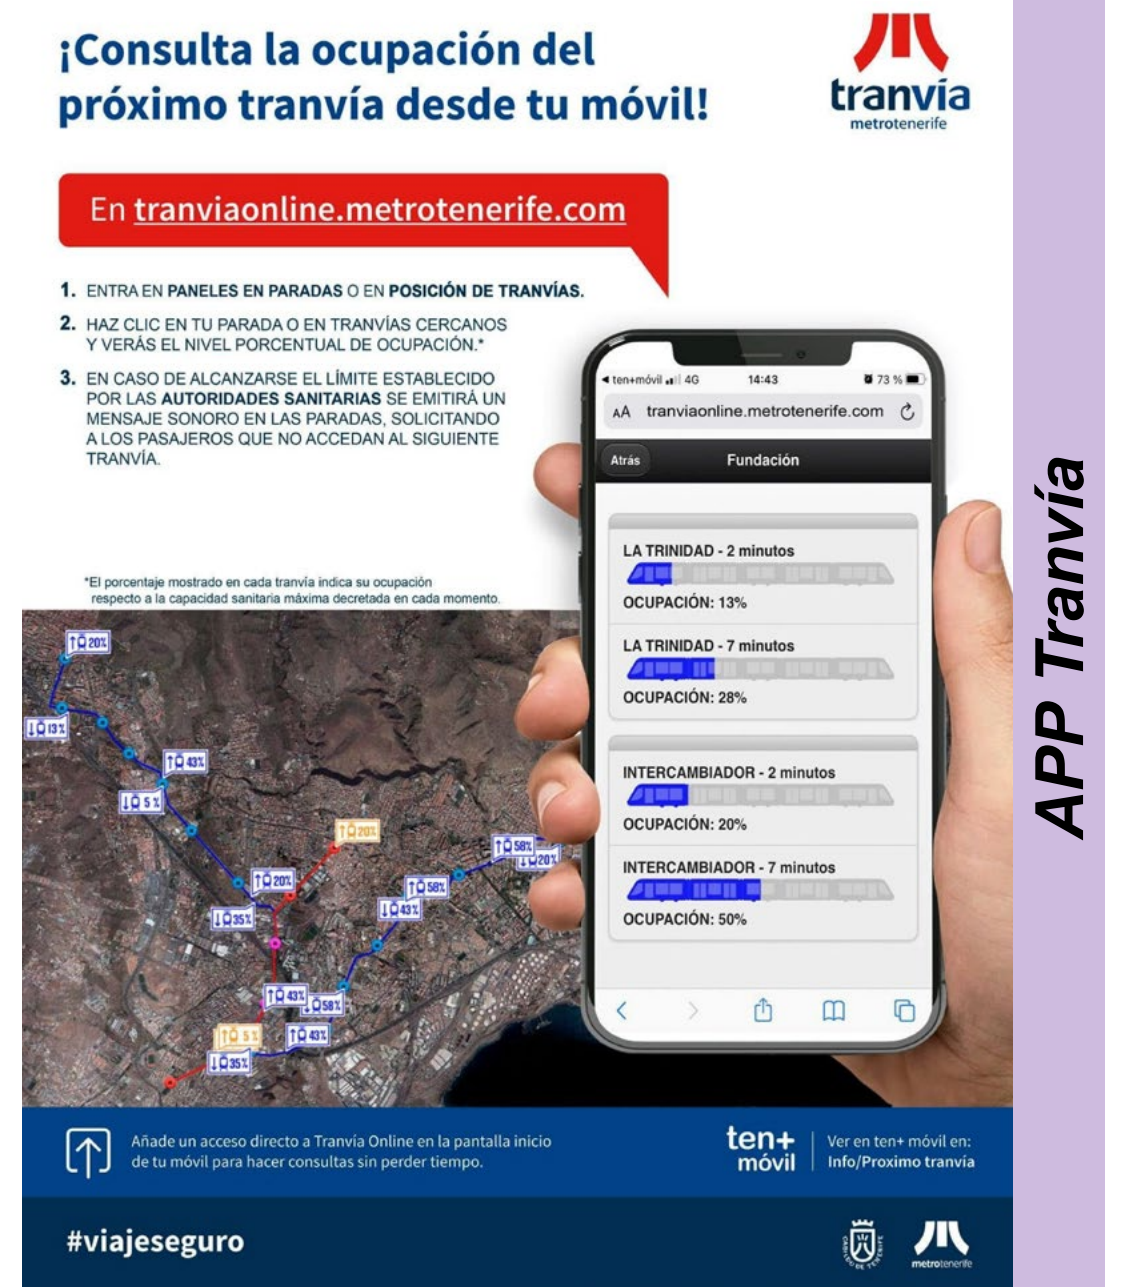 ¡Consulta la ocupación del
próximo tranvía desde tu móvil!
tranvía
metrotenerife
En tranviaonline.metrotenerife.com
1. ENTRA EN PANELES EN PARADAS O EN POSICIÓN DE TRANVÍAS.
2. HAZ CLIC EN TU PARADA O EN TRANVÍAS CERCANOS
Y VERÁS EL NIVEL PORCENTUAL DE OCUPACIÓN.*
3. EN CASO DE ALCANZARSE EL LÍMITE ESTABLECIDO
POR LAS AUTORIDADES SANITARIAS SE EMITIRÁ UN
MENSAJE SONORO EN LAS PARADAS, SOLICITANDO
A LOS PASAJEROS QUE NO ACCEDAN AL SIGUIENTE
TRANVÍA.
*El porcentaje mostrado en cada tranvía indica su ocupación
respecto a la capacidad sanitaria máxima decretada en cada momento.
ten+móvil 4G 14:43 73 %
AA tranviaonline.metrotenerife.com
Atrás Fundación
LA TRINIDAD - 2 minutos
OCUPACIÓN: 13%
LA TRINIDAD - 7 minutos
OCUPACIÓN: 28%
INTERCAMBIADOR - 2 minutos
OCUPACIÓN: 20%
INTERCAMBIADOR - 7 minutos
OCUPACIÓN: 50%
↑ 20%
↓ 13%
↑ 43%
↓ 5%
↑ 20%
↑ 58%
↓ 20%
↑ 20%
↑ 58%
↓ 35%
↓ 43%
↑ 43%
↓ 58%
↑ 5%
↑ 43%
↓ 35%
Añade un acceso directo a Tranvía Online en la pantalla inicio
de tu móvil para hacer consultas sin perder tiempo.
ten+
móvil
Ver en ten+ móvil en:
Info/Proximo tranvía
#viajeseguro
CABILDO DE TENERIFE
metrotenerife
APP Tranvía